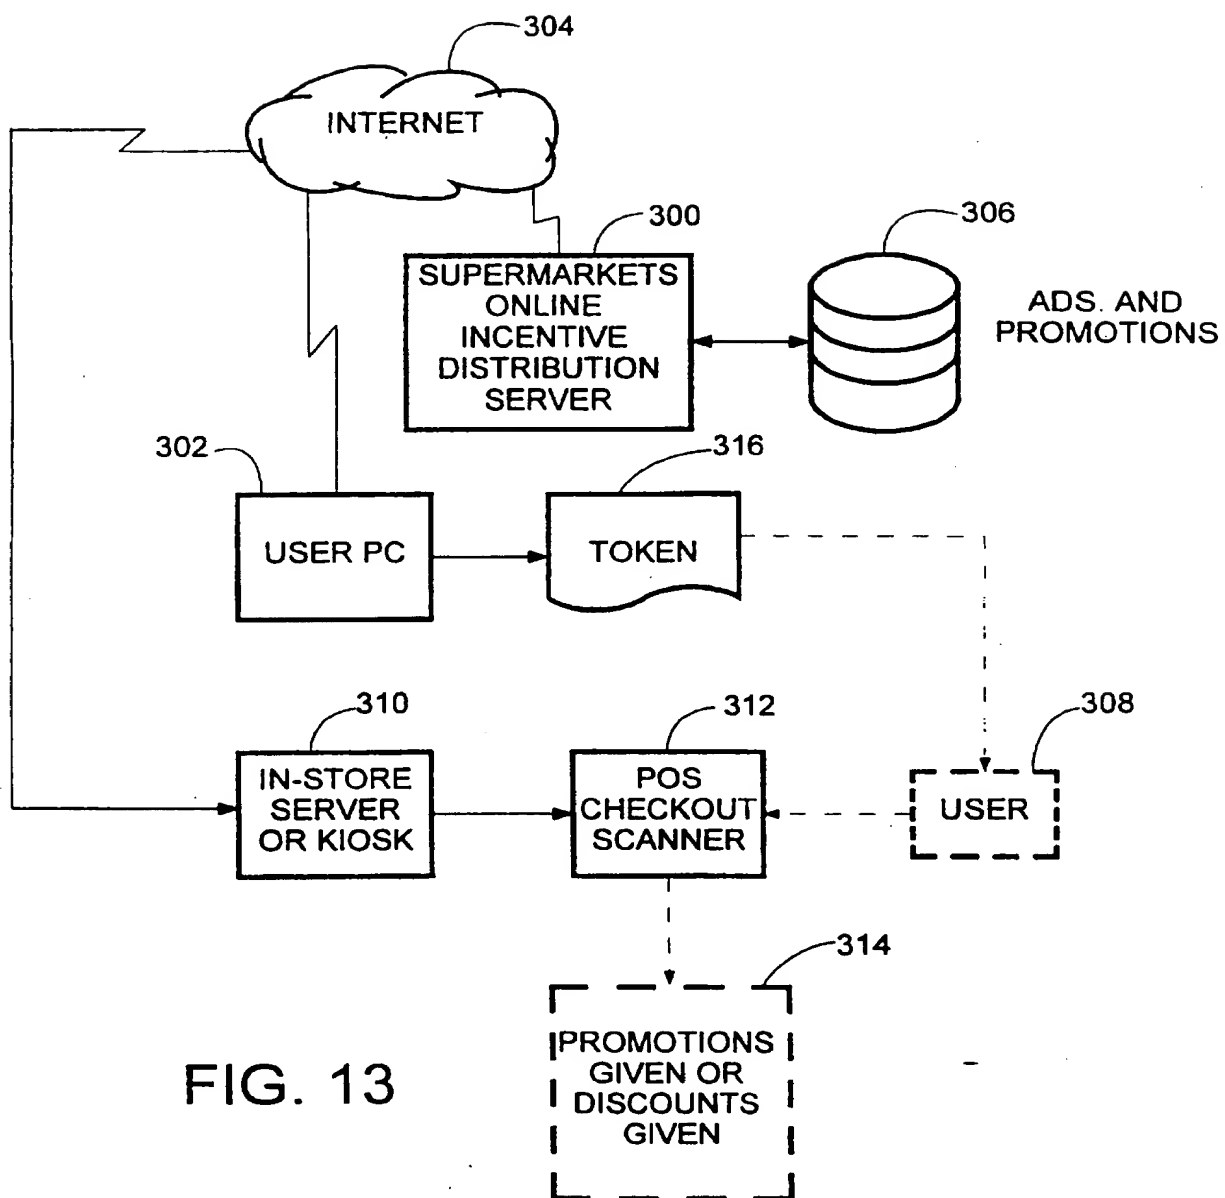 304
INTERNET
300
306
SUPERMARKETS
ONLINE
INCENTIVE
DISTRIBUTION
SERVER
ADS. AND
PROMOTIONS
302
316
USER PC
TOKEN
310
312
308
IN-STORE
SERVER
OR KIOSK
POS
CHECKOUT
SCANNER
USER
314
PROMOTIONS
GIVEN OR
DISCOUNTS
GIVEN
FIG. 13